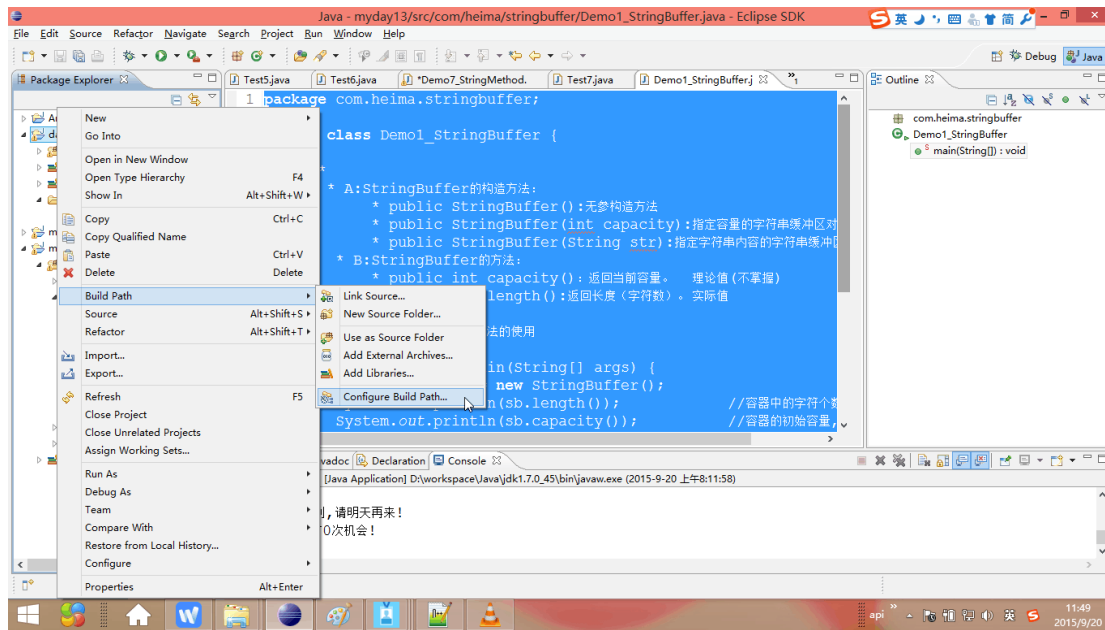 Java - myday13/src/com/heima/stringbuffer/Demo1_StringBuffer.java - Eclipse SDK
英
简
File Edit Source Refactor Navigate Search Project Run Window Help
Debug
Java
Package Explorer
Test5.java
Test6.java
*Demo7_StringMethod.
Test7.java
Demo1_StringBuffer.j
»1
Outline
1 package com.heima.stringbuffer;
class Demo1_StringBuffer {
*
* A:StringBuffer的构造方法：
* public StringBuffer():无参构造方法
* public StringBuffer(int capacity):指定容量的字符串缓冲区对
* public StringBuffer(String str):指定字符串内容的字符串缓冲区
* B:StringBuffer的方法：
* public int capacity()：返回当前容量。 理论值(不掌握)
length():返回长度（字符数）。实际值
法的使用
in(String[] args) {
new StringBuffer();
n(sb.length()); //容器中的字符个数
System.out.println(sb.capacity()); //容器的初始容量,
com.heima.stringbuffer
Demo1_StringBuffer
S main(String[]) : void
New
Go Into
Open in New Window
Open Type Hierarchy F4
Show In Alt+Shift+W
Copy Ctrl+C
Copy Qualified Name
Paste Ctrl+V
Delete Delete
Build Path
Source Alt+Shift+S
Refactor Alt+Shift+T
Import...
Export...
Refresh F5
Close Project
Close Unrelated Projects
Assign Working Sets...
Run As
Debug As
Team
Compare With
Restore from Local History...
Configure
Properties Alt+Enter
Link Source...
New Source Folder...
Use as Source Folder
Add External Archives...
Add Libraries...
Configure Build Path...
vadoc
Declaration
Console
[Java Application] D:\workspace\Java\jdk1.7.0_45\bin\javaw.exe (2015-9-20 上午8:11:58)
,请明天再来!
0次机会!
api
英
11:49
2015/9/20